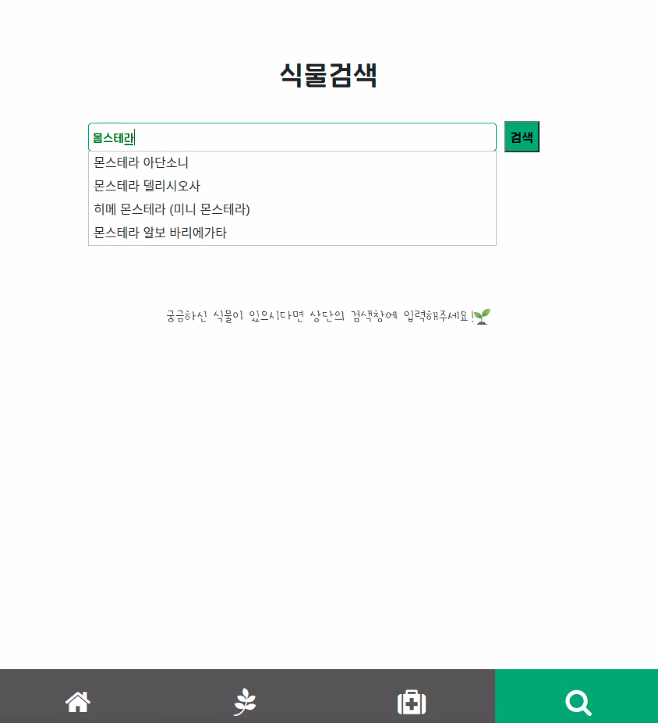 식물검색
몸스테라
검색
몬스테라 아단소니
몬스테라 델리시오사
히메 몬스테라 (미니 몬스테라)
몬스테라 알보 바리에가타
궁금하신 식물이 있으시다면 상단의 검색창에 입력해주세요!🌱